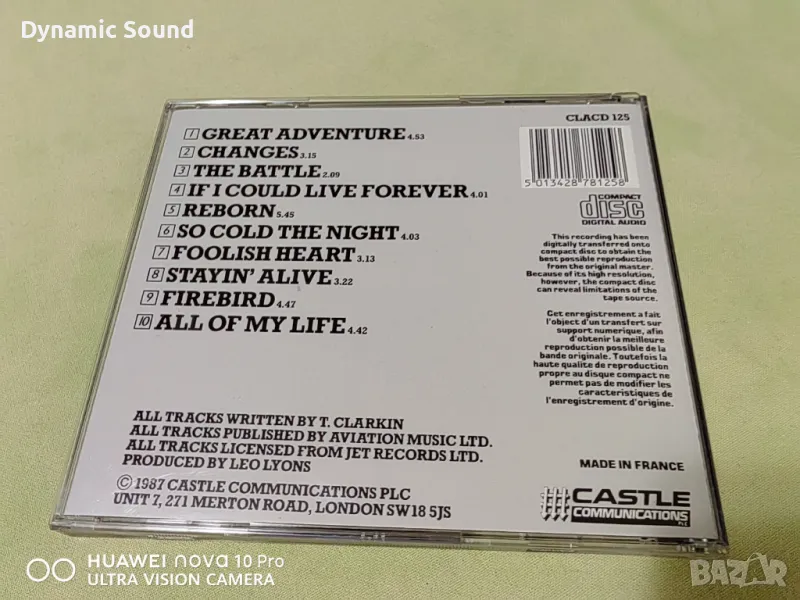 Dynamic Sound
CLACD 125
1 GREAT ADVENTURE 4.53
2 CHANGES 3.15
3 THE BATTLE 2.09
4 IF I COULD LIVE FOREVER 4.01
5 REBORN 5.45
6 SO COLD THE NIGHT 4.03
7 FOOLISH HEART 3.13
8 STAYIN' ALIVE 3.22
9 FIREBIRD 4.47
10 ALL OF MY LIFE 4.42
5 013428 781258
COMPACT
disc
DIGITAL AUDIO
This recording has been
digitally transferred onto
compact disc to obtain the
best possible reproduction
from the original master.
Because of its high resolution,
however, the compact disc
can reveal limitations of the
tape source.
Cet enregistrement a fait
l'objet d'un transfert sur
support numerique, afin
d'obtenir la meilleure
reproduction possible de la
bande originale. Toutefois la
haute qualite de reproduction
propre au disque compact ne
permet pas de modifier les
caracteristiques de
l'enregistrement d'origine.
ALL TRACKS WRITTEN BY T. CLARKIN
ALL TRACKS PUBLISHED BY AVIATION MUSIC LTD.
ALL TRACKS LICENSED FROM JET RECORDS LTD.
PRODUCED BY LEO LYONS
© 1987 CASTLE COMMUNICATIONS PLC
UNIT 7, 271 MERTON ROAD, LONDON SW18 5JS
MADE IN FRANCE
CASTLE
COMMUNICATIONS
PLC
HUAWEI nova 10 Pro
ULTRA VISION CAMERA
BAZAR